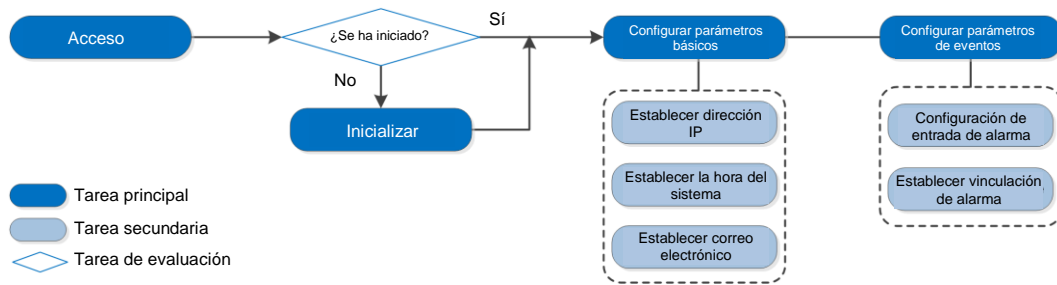 Acceso
¿Se ha iniciado?
Sí
No
Inicializar
Configurar parámetros
básicos
Configurar parámetros
de eventos
Establecer dirección
IP
Establecer la hora del
sistema
Establecer correo
electrónico
Configuración de
entrada de alarma
Establecer vinculación
de alarma
Tarea principal
Tarea secundaria
Tarea de evaluación